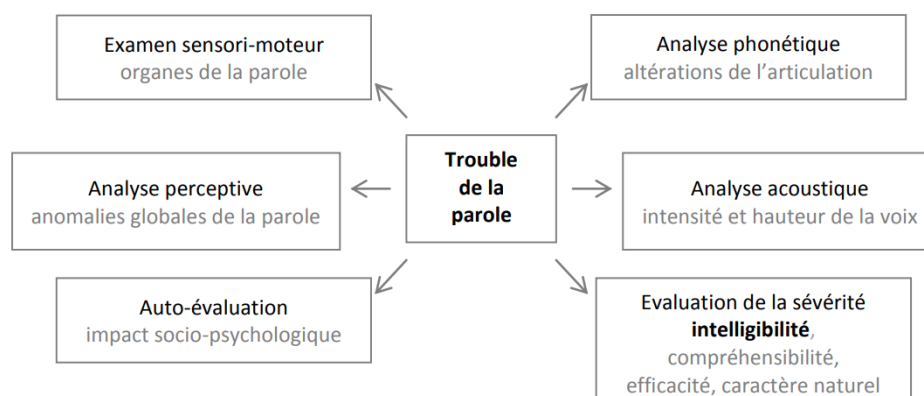 Examen sensori-moteur
organes de la parole
Analyse phonétique
altérations de l'articulation
Trouble
de la
parole
Analyse perceptive
anomalies globales de la parole
Analyse acoustique
intensité et hauteur de la voix
Auto-évaluation
impact socio-psychologique
Evaluation de la sévérité
intelligibilité,
compréhensibilité,
efficacité, caractère naturel